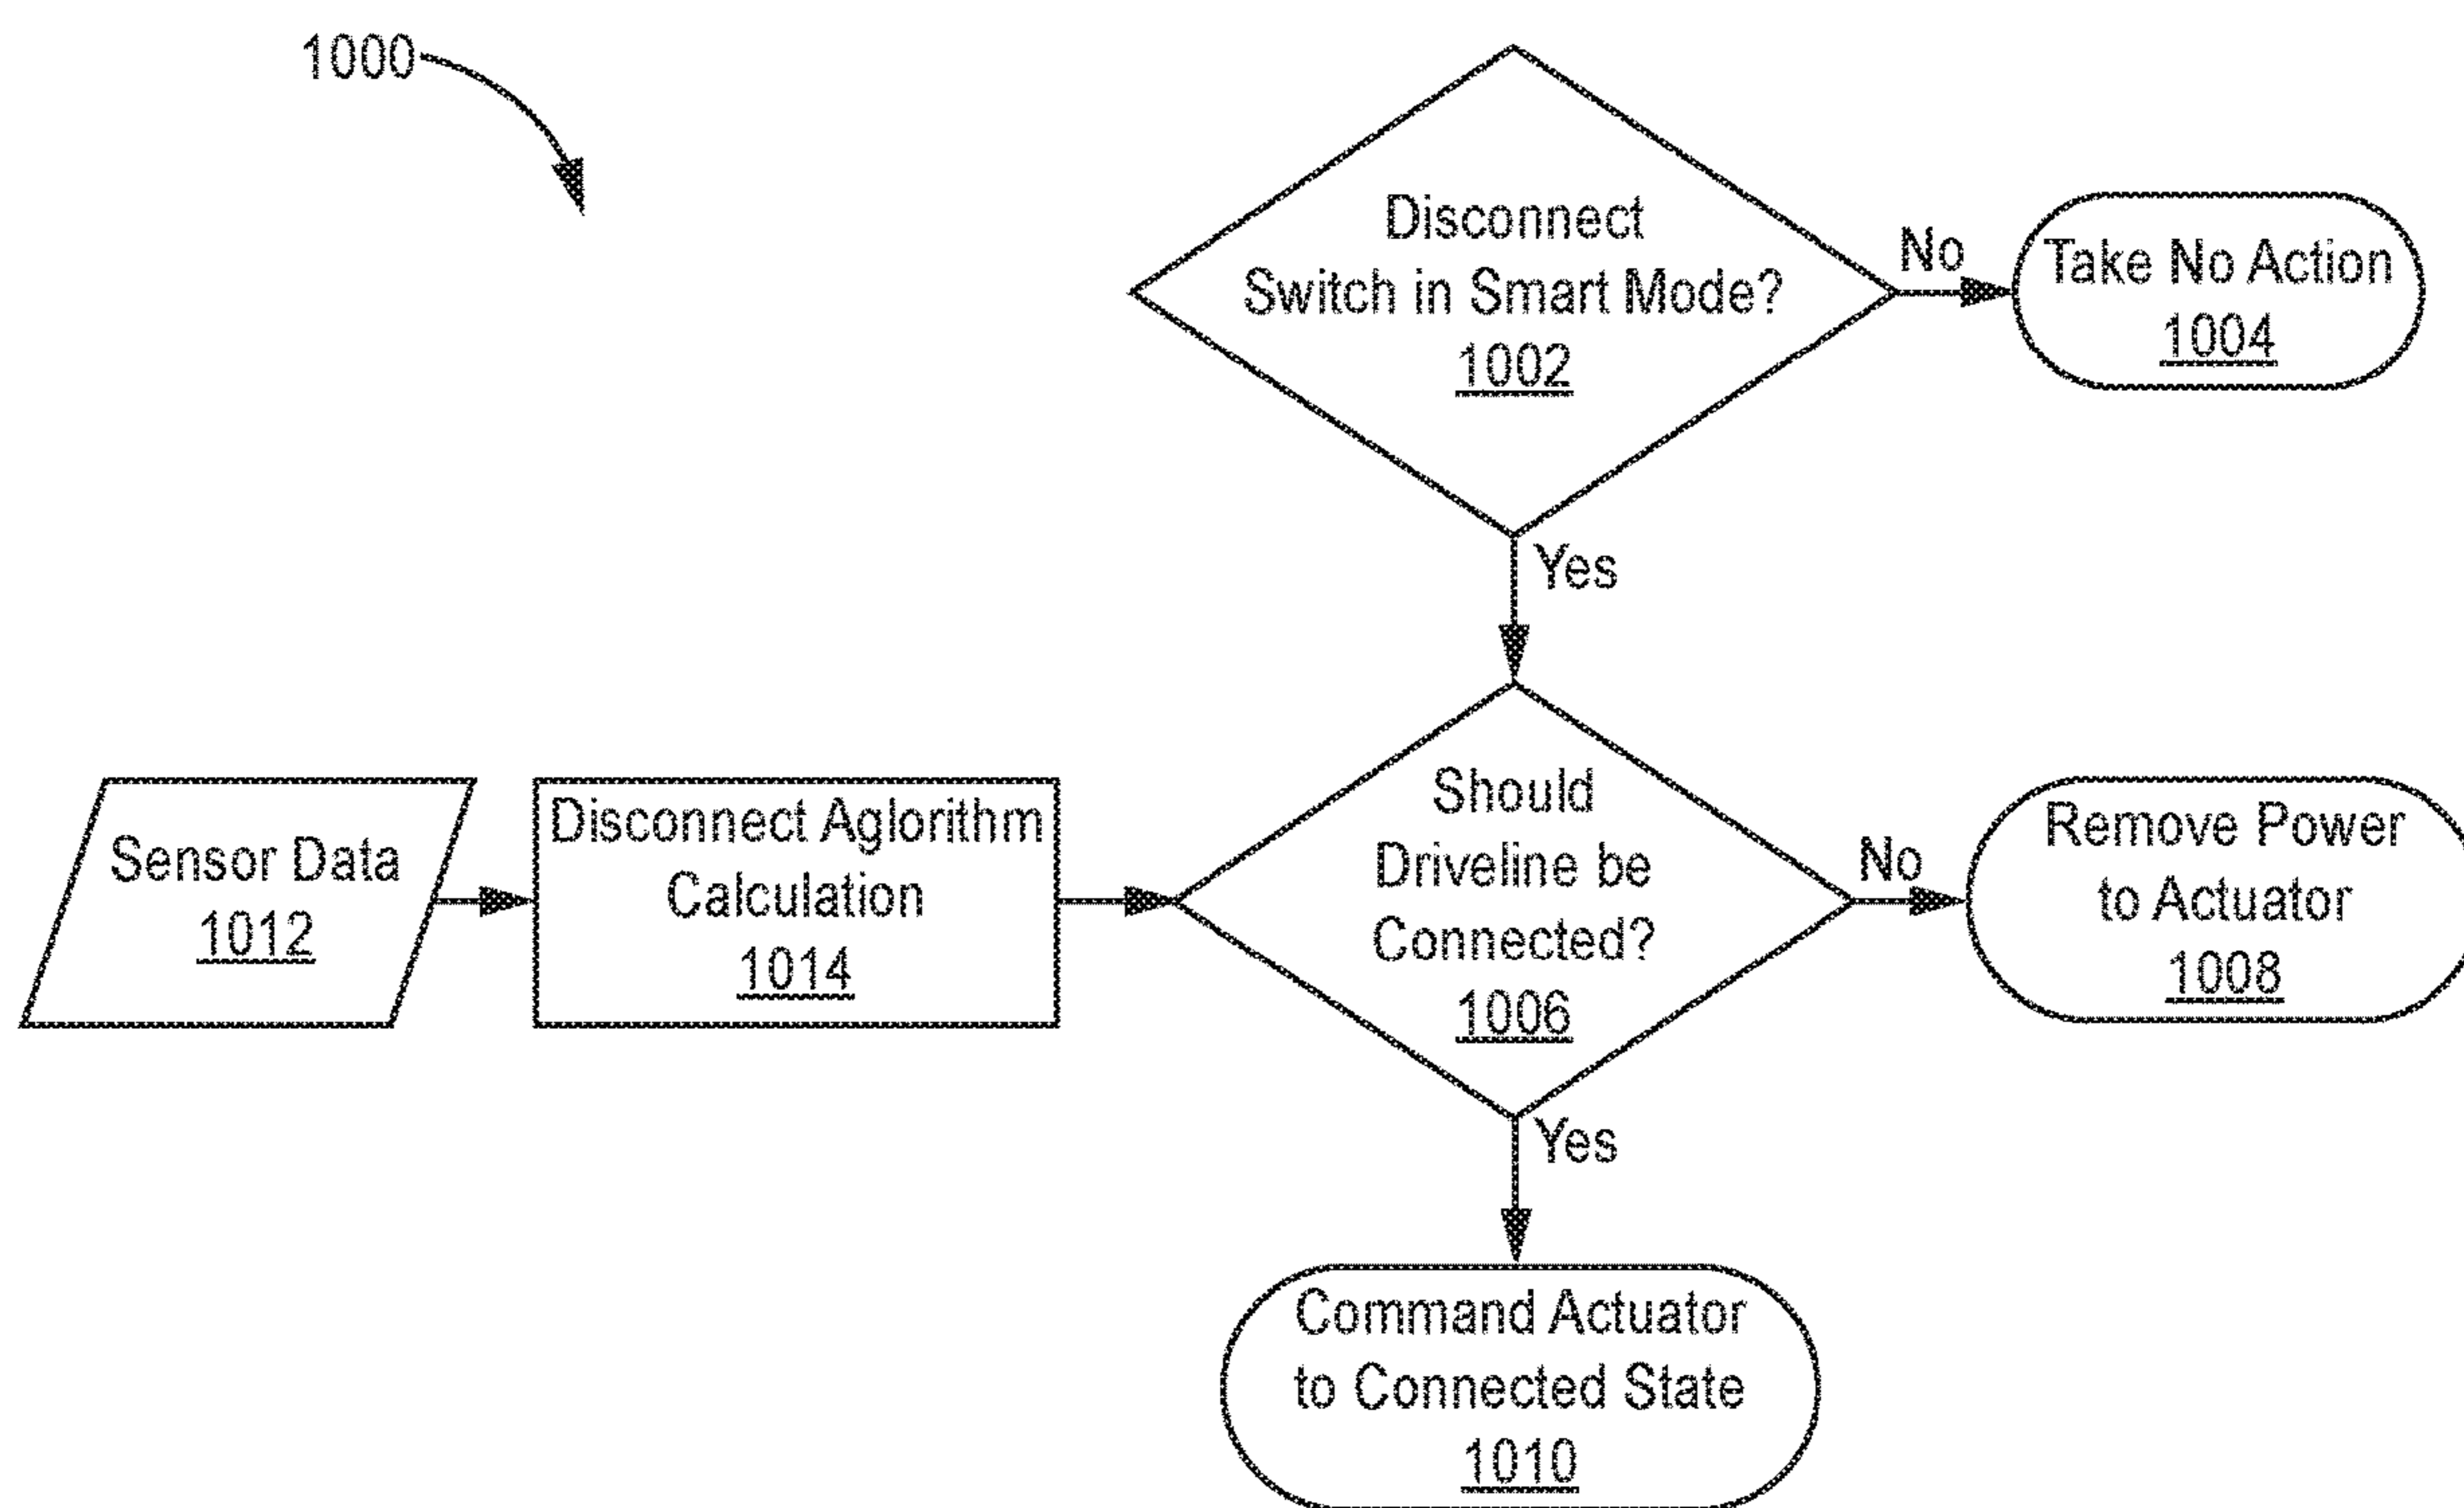 1000
Disconnect
Switch in Smart Mode?
1002
No
Take No Action
1004
Yes
Sensor Data
1012
Disconnect Aglorithm
Calculation
1014
Should
Driveline be
Connected?
1006
No
Remove Power
to Actuator
1008
Yes
Command Actuator
to Connected State
1010